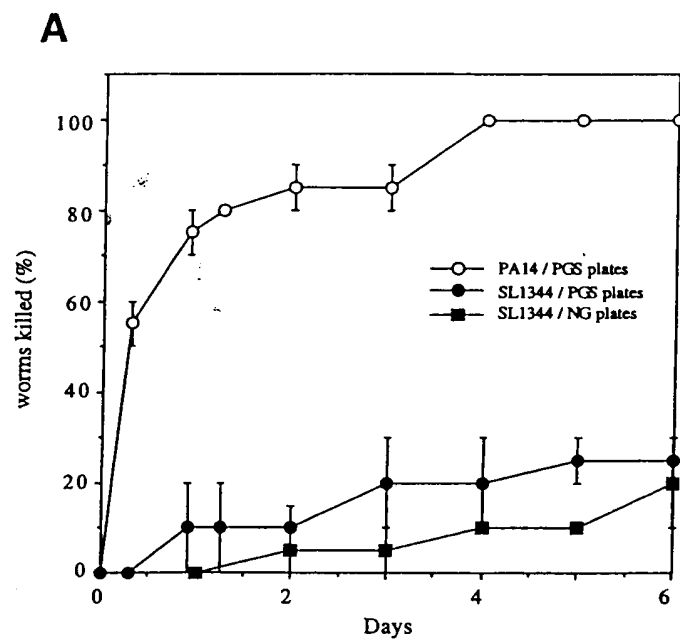 A
100
80
60
40
20
0
worms killed (%)
PA14 / PGS plates
SL1344 / PGS plates
SL1344 / NG plates
0 2 4 6
Days